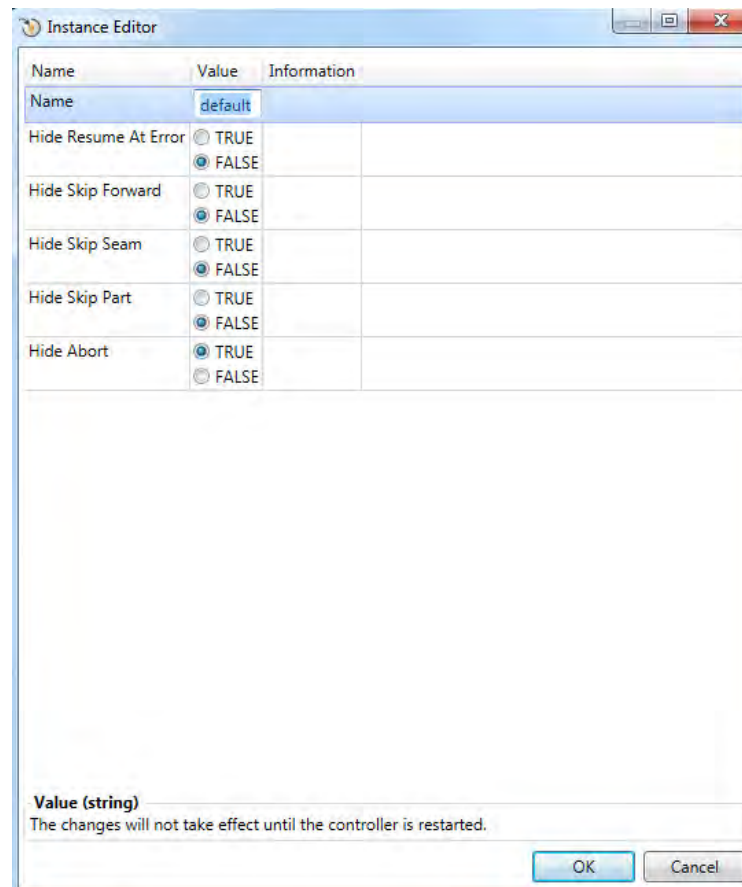 Instance Editor
Name Value Information
Name default
Hide Resume At Error TRUE
FALSE
Hide Skip Forward TRUE
FALSE
Hide Skip Seam TRUE
FALSE
Hide Skip Part TRUE
FALSE
Hide Abort TRUE
FALSE
Value (string)
The changes will not take effect until the controller is restarted.
OK Cancel